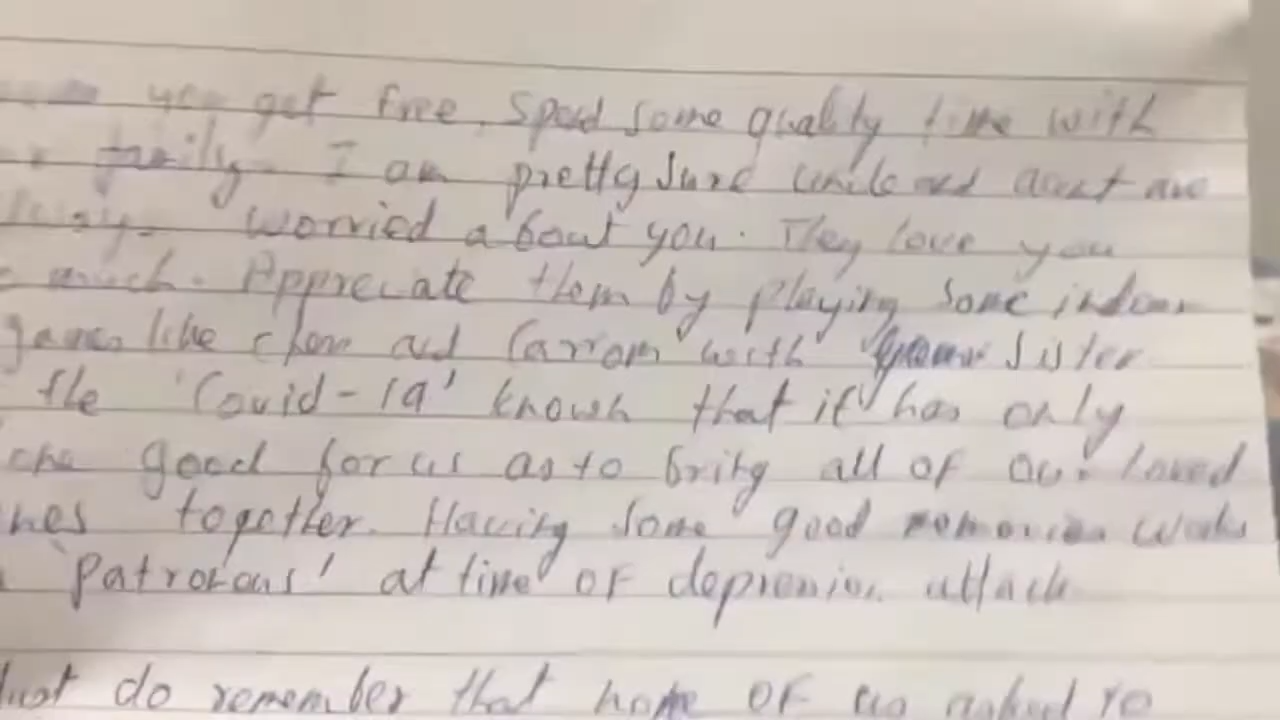 you get free, spend some quality time with
family. I am pretty sure uncle and aunt are
worried about you. They love you
much. Appreciate them by playing some indoor
games like chess and Carrom with your sister
the 'Covid-19' known that it has only
good for us as to bring all of our loved
together. Having some good memories works
'Patronus' at time of depression attack
Just do remember that none of us asked to